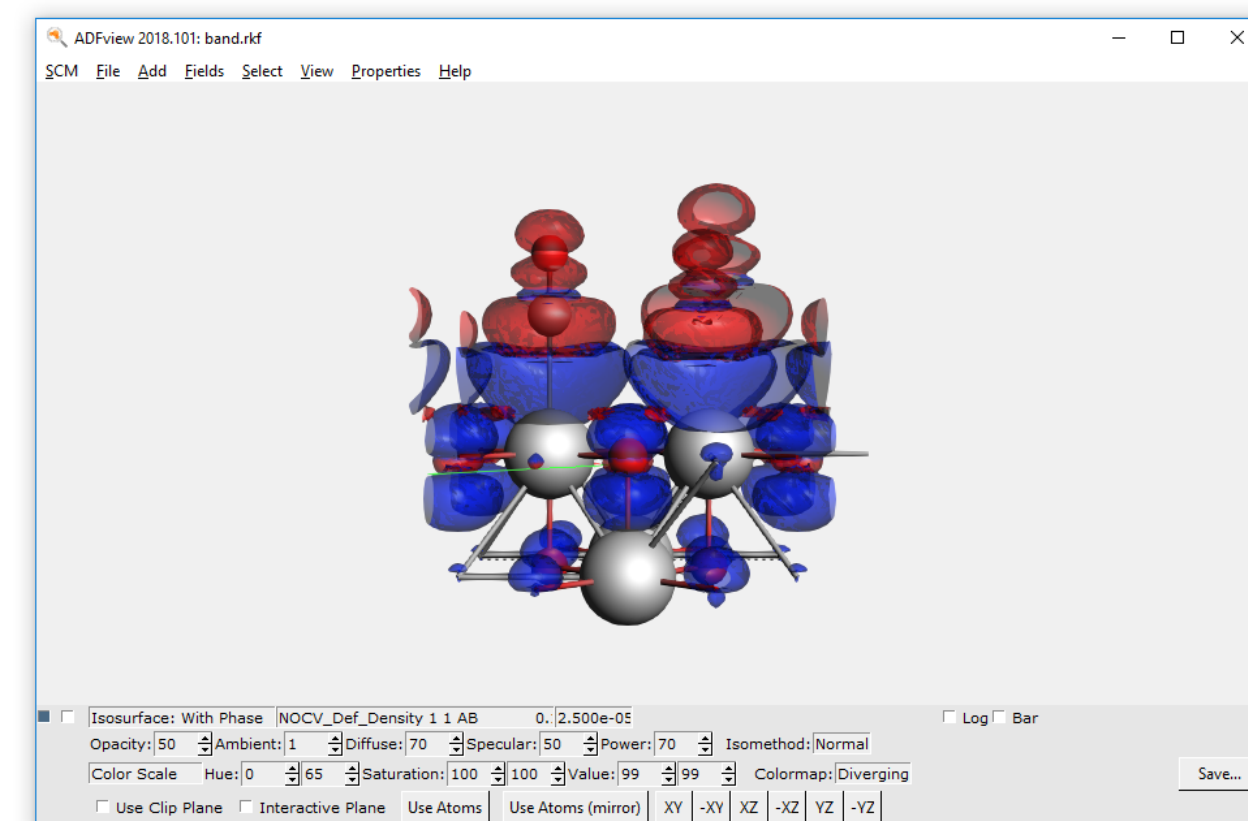 ADFview 2018.101: band.rkf
SCM File Add Fields Select View Properties Help
Isosurface: With Phase NOCV_Def_Density 1 1 AB 0.: 2.500e-05 Log Bar
Opacity: 50 Ambient: 1 Diffuse: 70 Specular: 50 Power: 70 Isomethod: Normal
Color Scale Hue: 0 65 Saturation: 100 100 Value: 99 99 Colormap: Diverging Save...
Use Clip Plane Interactive Plane Use Atoms Use Atoms (mirror) XY -XY XZ -XZ YZ -YZ